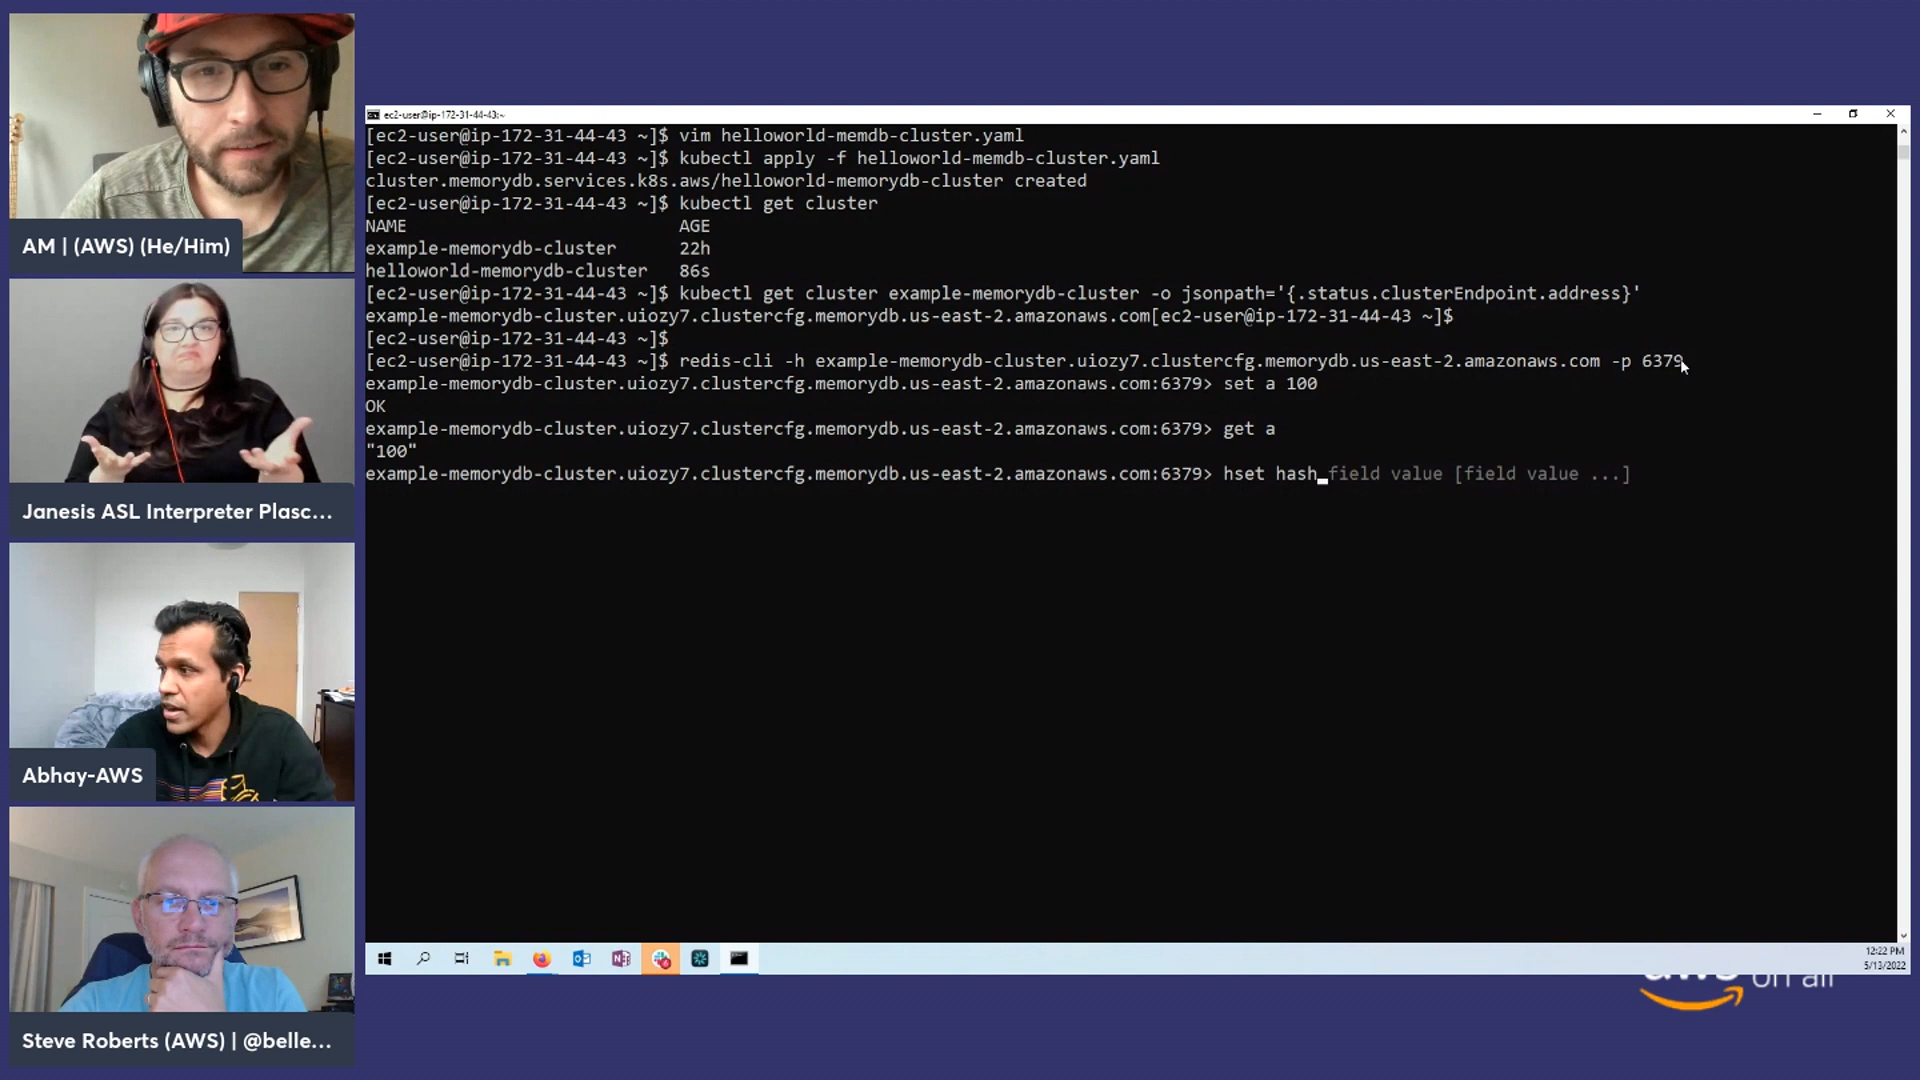 AM | (AWS) (He/Him)
Janesis ASL Interpreter Plasc...
Abhay-AWS
Steve Roberts (AWS) | @belle...
ec2-user@ip-172-31-44-43:~
[ec2-user@ip-172-31-44-43 ~]$ vim helloworld-memdb-cluster.yaml
[ec2-user@ip-172-31-44-43 ~]$ kubectl apply -f helloworld-memdb-cluster.yaml
cluster.memorydb.services.k8s.aws/helloworld-memorydb-cluster created
[ec2-user@ip-172-31-44-43 ~]$ kubectl get cluster
NAME AGE
example-memorydb-cluster 22h
helloworld-memorydb-cluster 86s
[ec2-user@ip-172-31-44-43 ~]$ kubectl get cluster example-memorydb-cluster -o jsonpath='{.status.clusterEndpoint.address}'
example-memorydb-cluster.uiozy7.clustercfg.memorydb.us-east-2.amazonaws.com[ec2-user@ip-172-31-44-43 ~]$
[ec2-user@ip-172-31-44-43 ~]$
[ec2-user@ip-172-31-44-43 ~]$ redis-cli -h example-memorydb-cluster.uiozy7.clustercfg.memorydb.us-east-2.amazonaws.com -p 6379
example-memorydb-cluster.uiozy7.clustercfg.memorydb.us-east-2.amazonaws.com:6379> set a 100
OK
example-memorydb-cluster.uiozy7.clustercfg.memorydb.us-east-2.amazonaws.com:6379> get a
"100"
example-memorydb-cluster.uiozy7.clustercfg.memorydb.us-east-2.amazonaws.com:6379> hset hash field value [field value ...]
12:22 PM
5/13/2022
aws on air